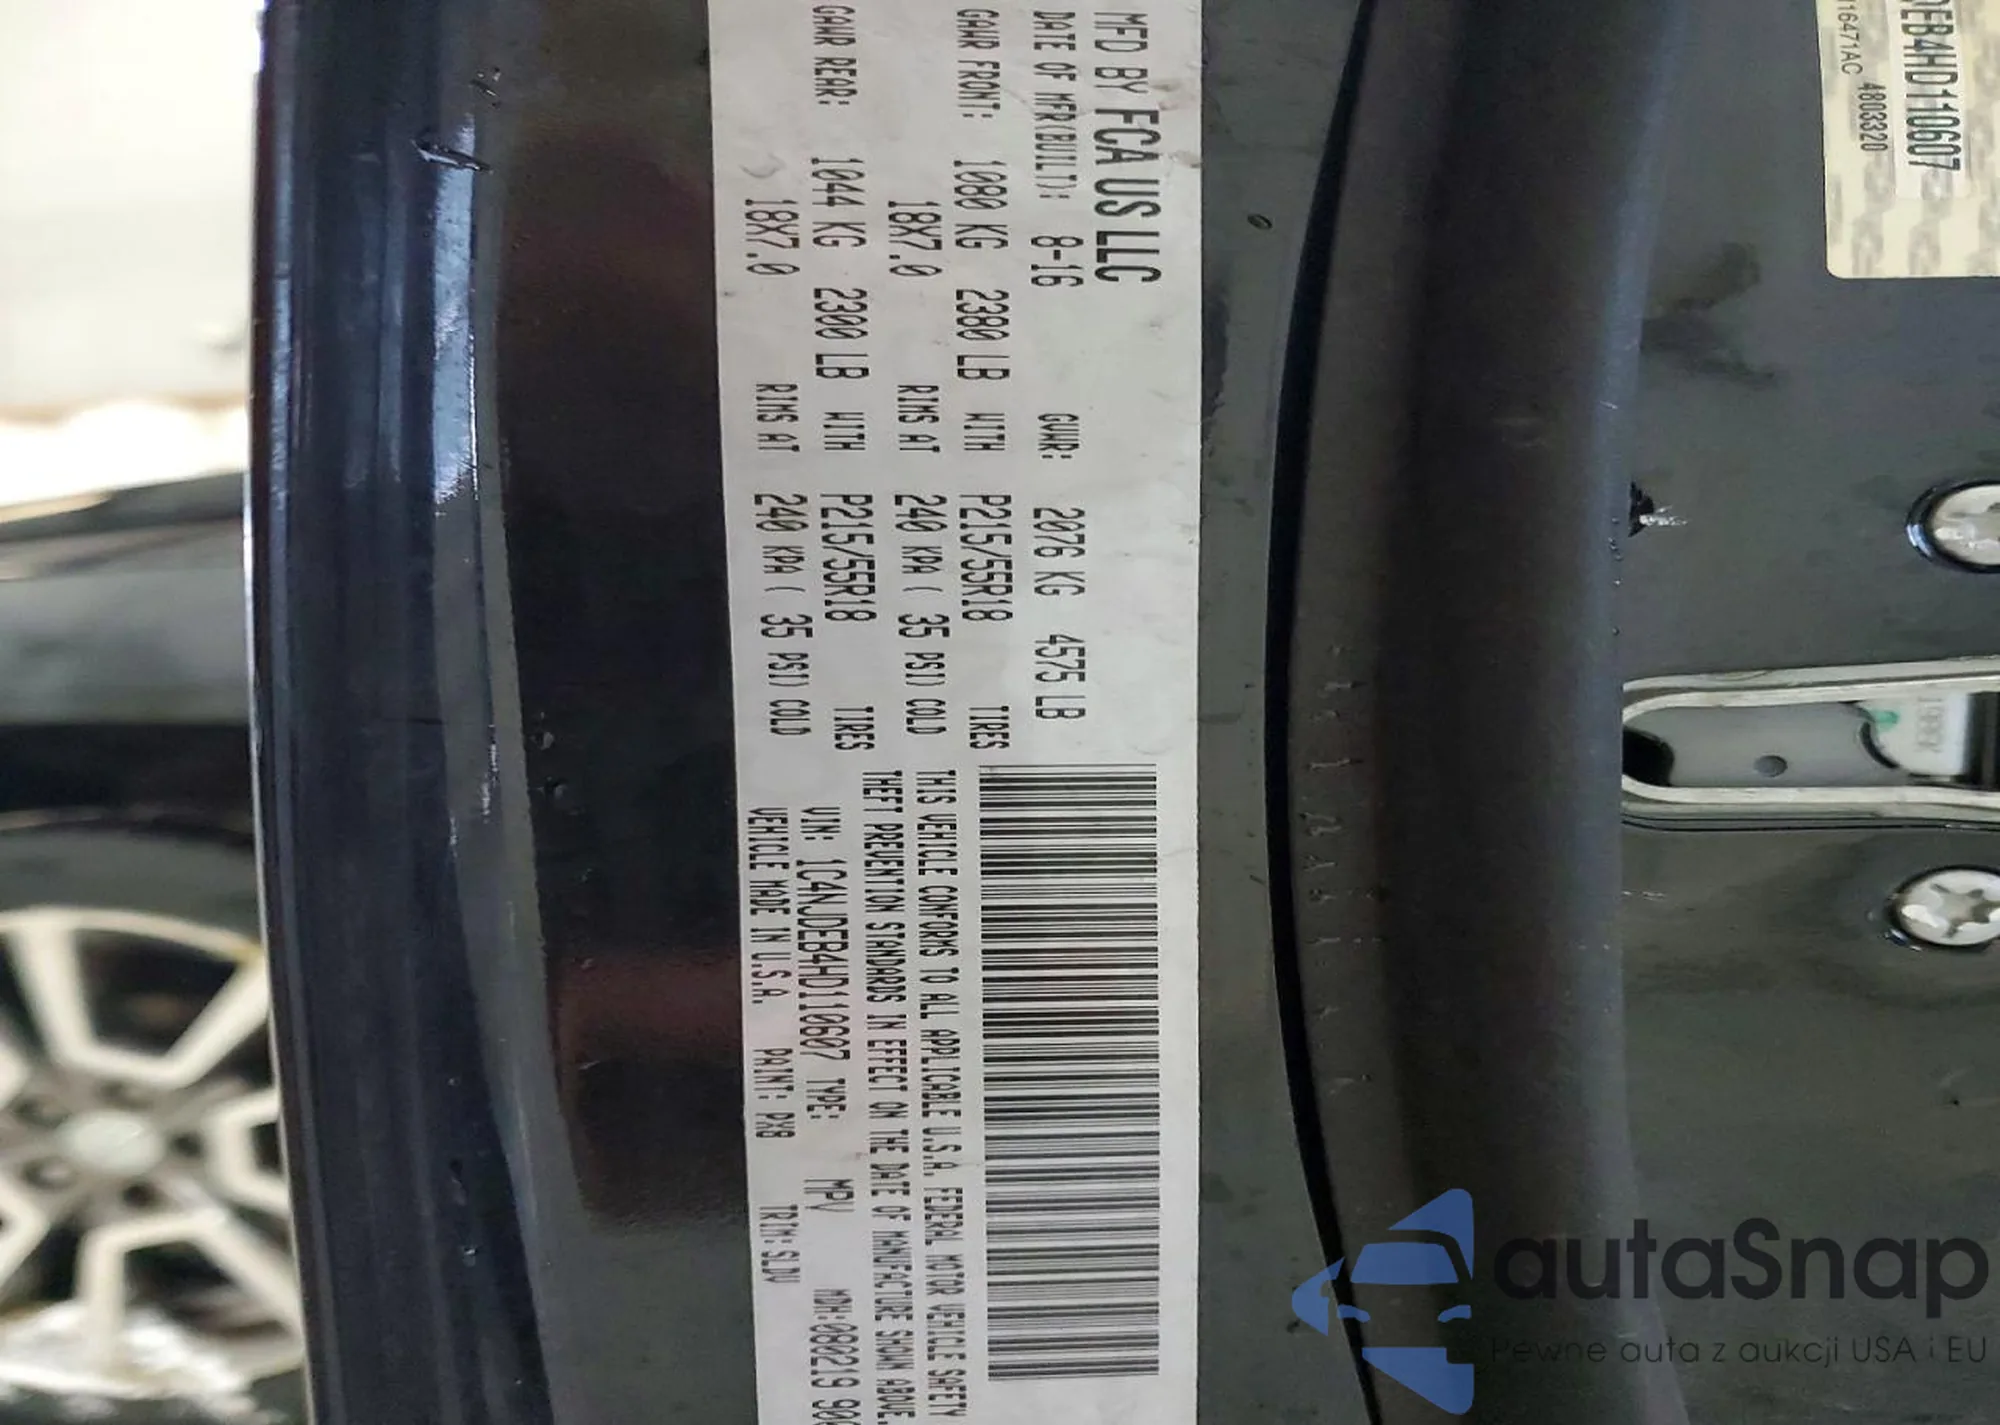 MFD BY FCA US LLC
DATE OF MFR(BUILT): 8-16 GVWR: 2076 KG 4575 LB
GAWR FRONT: 1080 KG 2380 LB WITH P215/55R18 TIRES
18X7.0 RIMS AT 240 KPA ( 35 PSI) COLD
GAWR REAR: 1044 KG 2300 LB WITH P215/55R18 TIRES
18X7.0 RIMS AT 240 KPA ( 35 PSI) COLD
THIS VEHICLE CONFORMS TO ALL APPLICABLE U.S.A. FEDERAL MOTOR VEHICLE SAFETY
THEFT PREVENTION STANDARDS IN EFFECT ON THE DATE OF MANUFACTURE SHOWN ABOVE.
VIN: 1C4NJDEB4HD110607 TYPE: MPV MDH:080219 900
VEHICLE MADE IN U.S.A. PAINT: PX8 TRIM:SLDV
DEB4HD110607
116471AC 4803320
autaSnap
Pewne auta z aukcji USA i EU